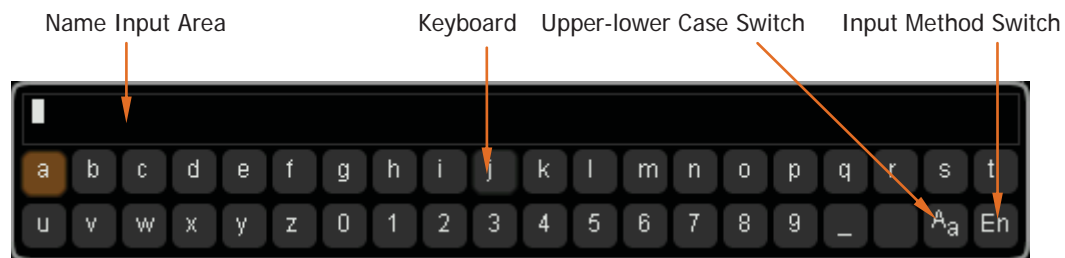 Name Input Area Keyboard Upper-lower Case Switch Input Method Switch
a b c d e f g h i j k l m n o p q r s t
u v w x y z 0 1 2 3 4 5 6 7 8 9 _ Aa En